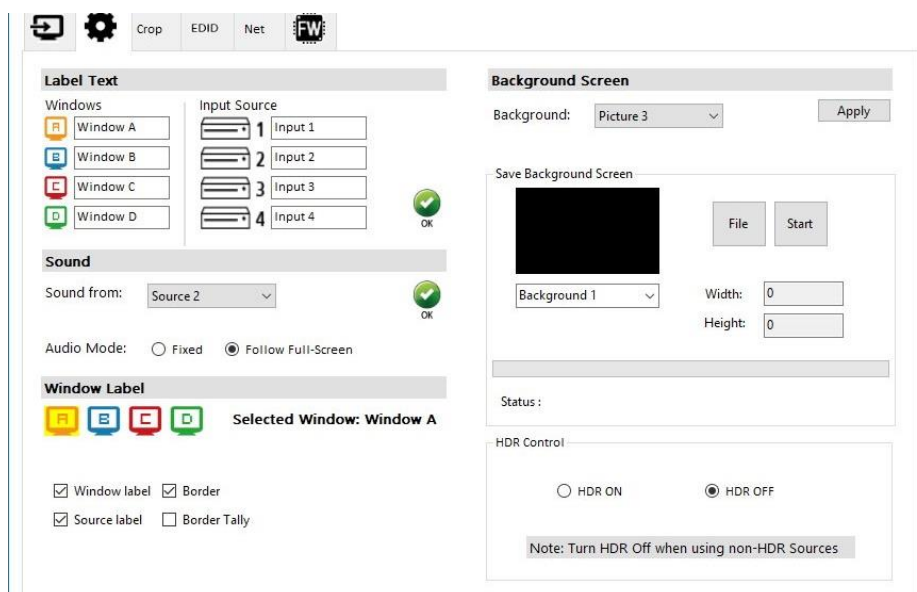 Crop EDID Net FW
Label Text
Windows Input Source
A Window A 1 Input 1
B Window B 2 Input 2
C Window C 3 Input 3
D Window D 4 Input 4
OK
Sound
Sound from: Source 2
OK
Audio Mode: Fixed Follow Full-Screen
Window Label
A B C D Selected Window: Window A
Window label Border
Source label Border Tally
Background Screen
Background: Picture 3 Apply
Save Background Screen
File Start
Background 1 Width: 0
Height: 0
Status :
HDR Control
HDR ON HDR OFF
Note: Turn HDR Off when using non-HDR Sources